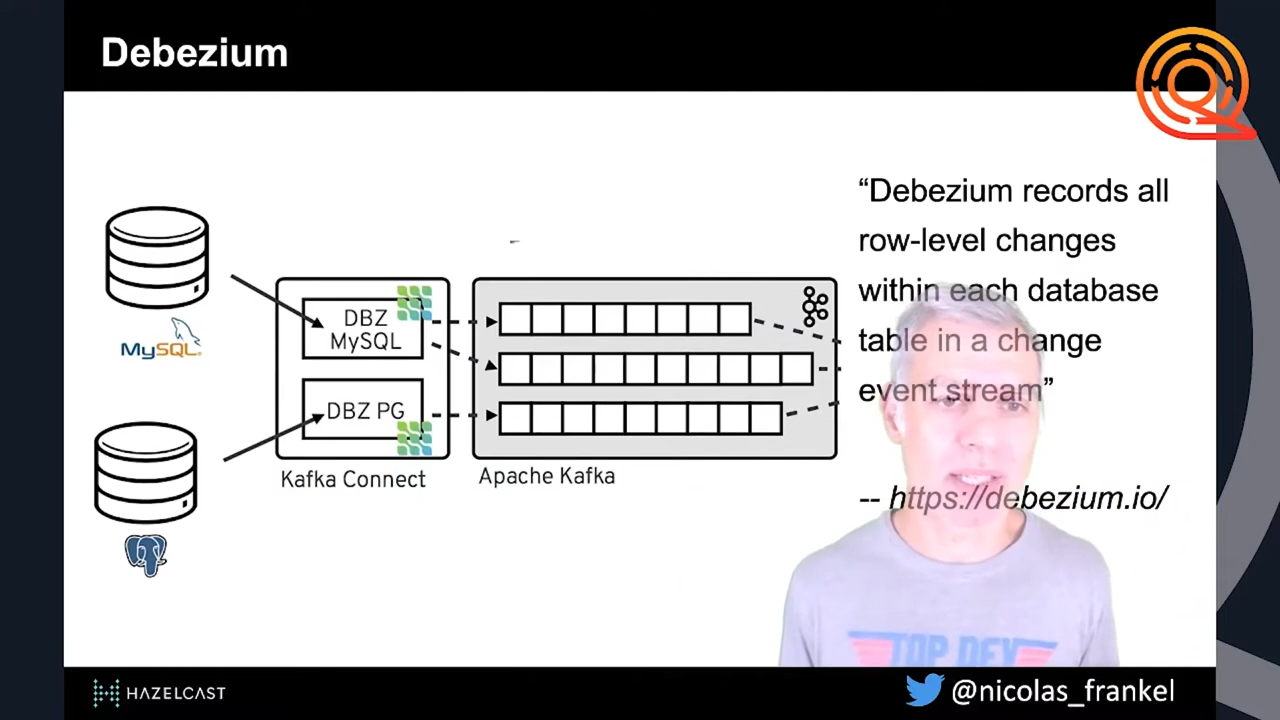 Debezium
“Debezium records all
row-level changes
within each database
table in a change
event stream”
-- https://debezium.io/
MySQL
DBZ
MySQL
DBZ PG
Kafka Connect
Apache Kafka
TOP DEV
HAZELCAST
@nicolas_frankel